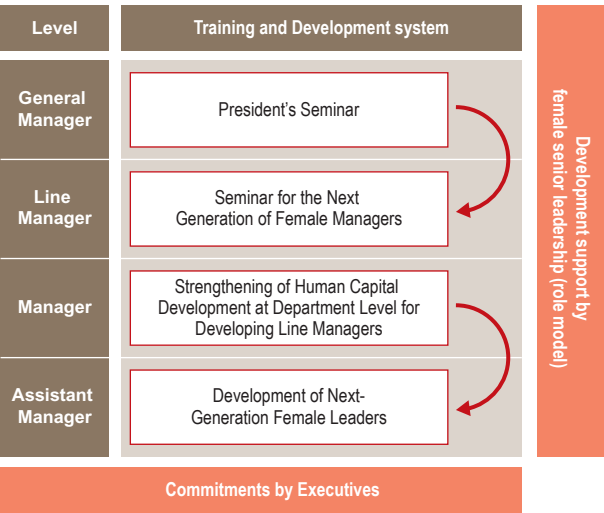 Level
Training and Development system
General
Manager
President's Seminar
Line
Manager
Seminar for the Next
Generation of Female Managers
Manager
Strengthening of Human Capital
Development at Department Level for
Developing Line Managers
Assistant
Manager
Development of Next-
Generation Female Leaders
Development support by
female senior leadership (role model)
Commitments by Executives